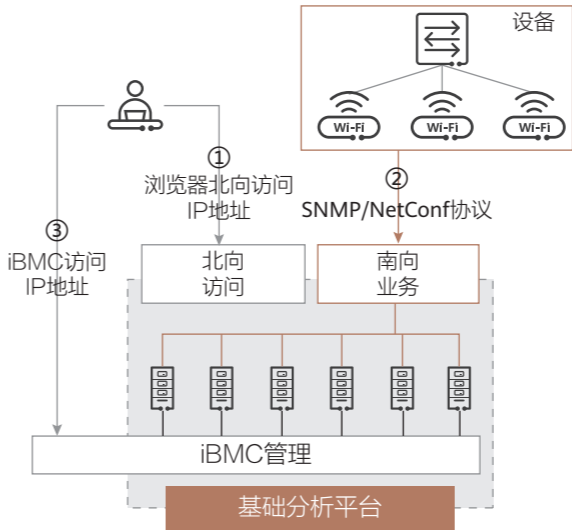 设备
Wi-Fi
Wi-Fi
Wi-Fi
①
浏览器北向访问
IP地址
②
SNMP/NetConf协议
③
iBMC访问
IP地址
北向
访问
南向
业务
iBMC管理
基础分析平台